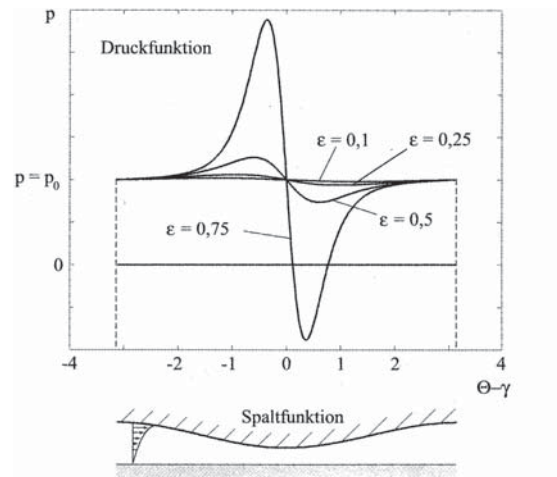 p
Druckfunktion
ε = 0,1
ε = 0,25
p = p₀
ε = 0,75
ε = 0,5
0
-4 -2 -1 0 1 2 4
Θ–γ
Spaltfunktion